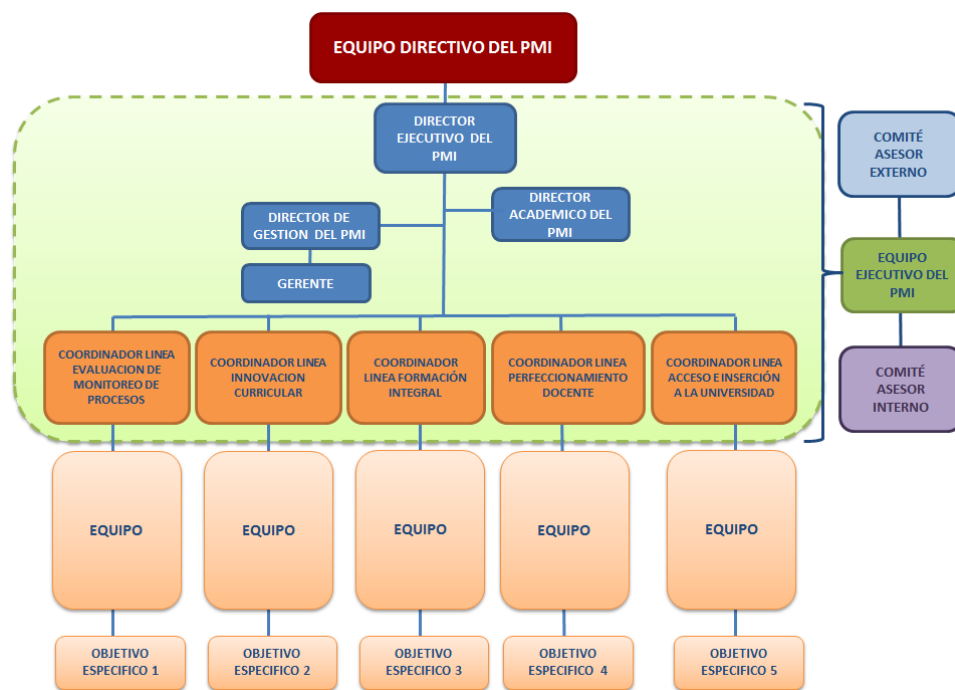 EQUIPO DIRECTIVO DEL PMI
DIRECTOR
EJECUTIVO DEL
PMI
COMITÉ
ASESOR
EXTERNO
DIRECTOR
ACADEMICO DEL
PMI
DIRECTOR DE
GESTION DEL PMI
GERENTE
EQUIPO
EJECUTIVO DEL
PMI
COORDINADOR LINEA
EVALUACION DE
MONITOREO DE
PROCESOS
COORDINADOR LINEA
INNOVACION
CURRICULAR
COORDINADOR
LINEA FORMACIÓN
INTEGRAL
COORDINADOR LINEA
PERFECCIONAMIENTO
DOCENTE
COORDINADOR LINEA
ACCESO E INSERCIÓN
A LA UNIVERSIDAD
COMITÉ
ASESOR
INTERNO
EQUIPO
EQUIPO
EQUIPO
EQUIPO
EQUIPO
OBJETIVO
ESPECIFICO 1
OBJETIVO
ESPECIFICO 2
OBJETIVO
ESPECIFICO 3
OBJETIVO
ESPECIFICO 4
OBJETIVO
ESPECIFICO 5